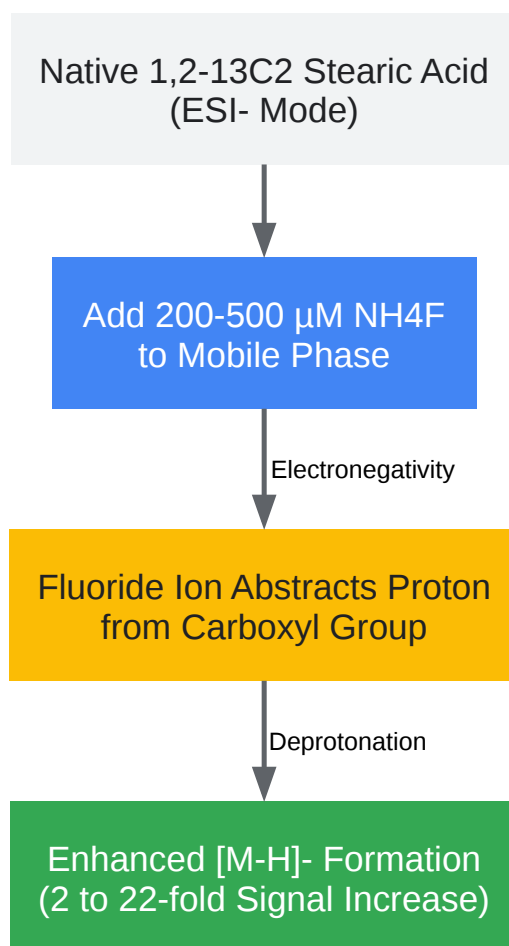 Native 1,2-13C2 Stearic Acid
(ESI- Mode)
Add 200-500 µM NH4F
to Mobile Phase
Electronegativity
Fluoride Ion Abstracts Proton
from Carboxyl Group
Deprotonation
Enhanced [M-H]- Formation
(2 to 22-fold Signal Increase)